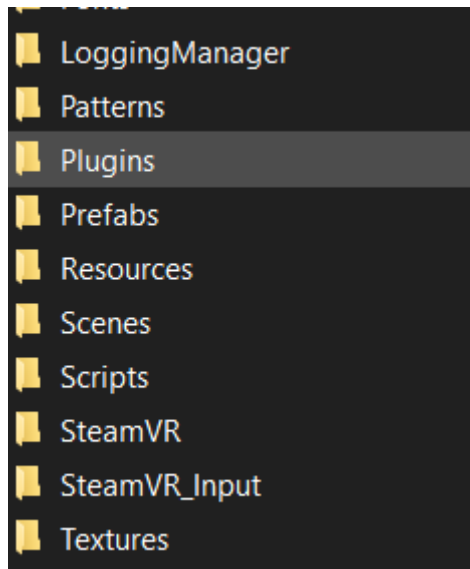 LoggingManager
Patterns
Plugins
Prefabs
Resources
Scenes
Scripts
SteamVR
SteamVR_Input
Textures